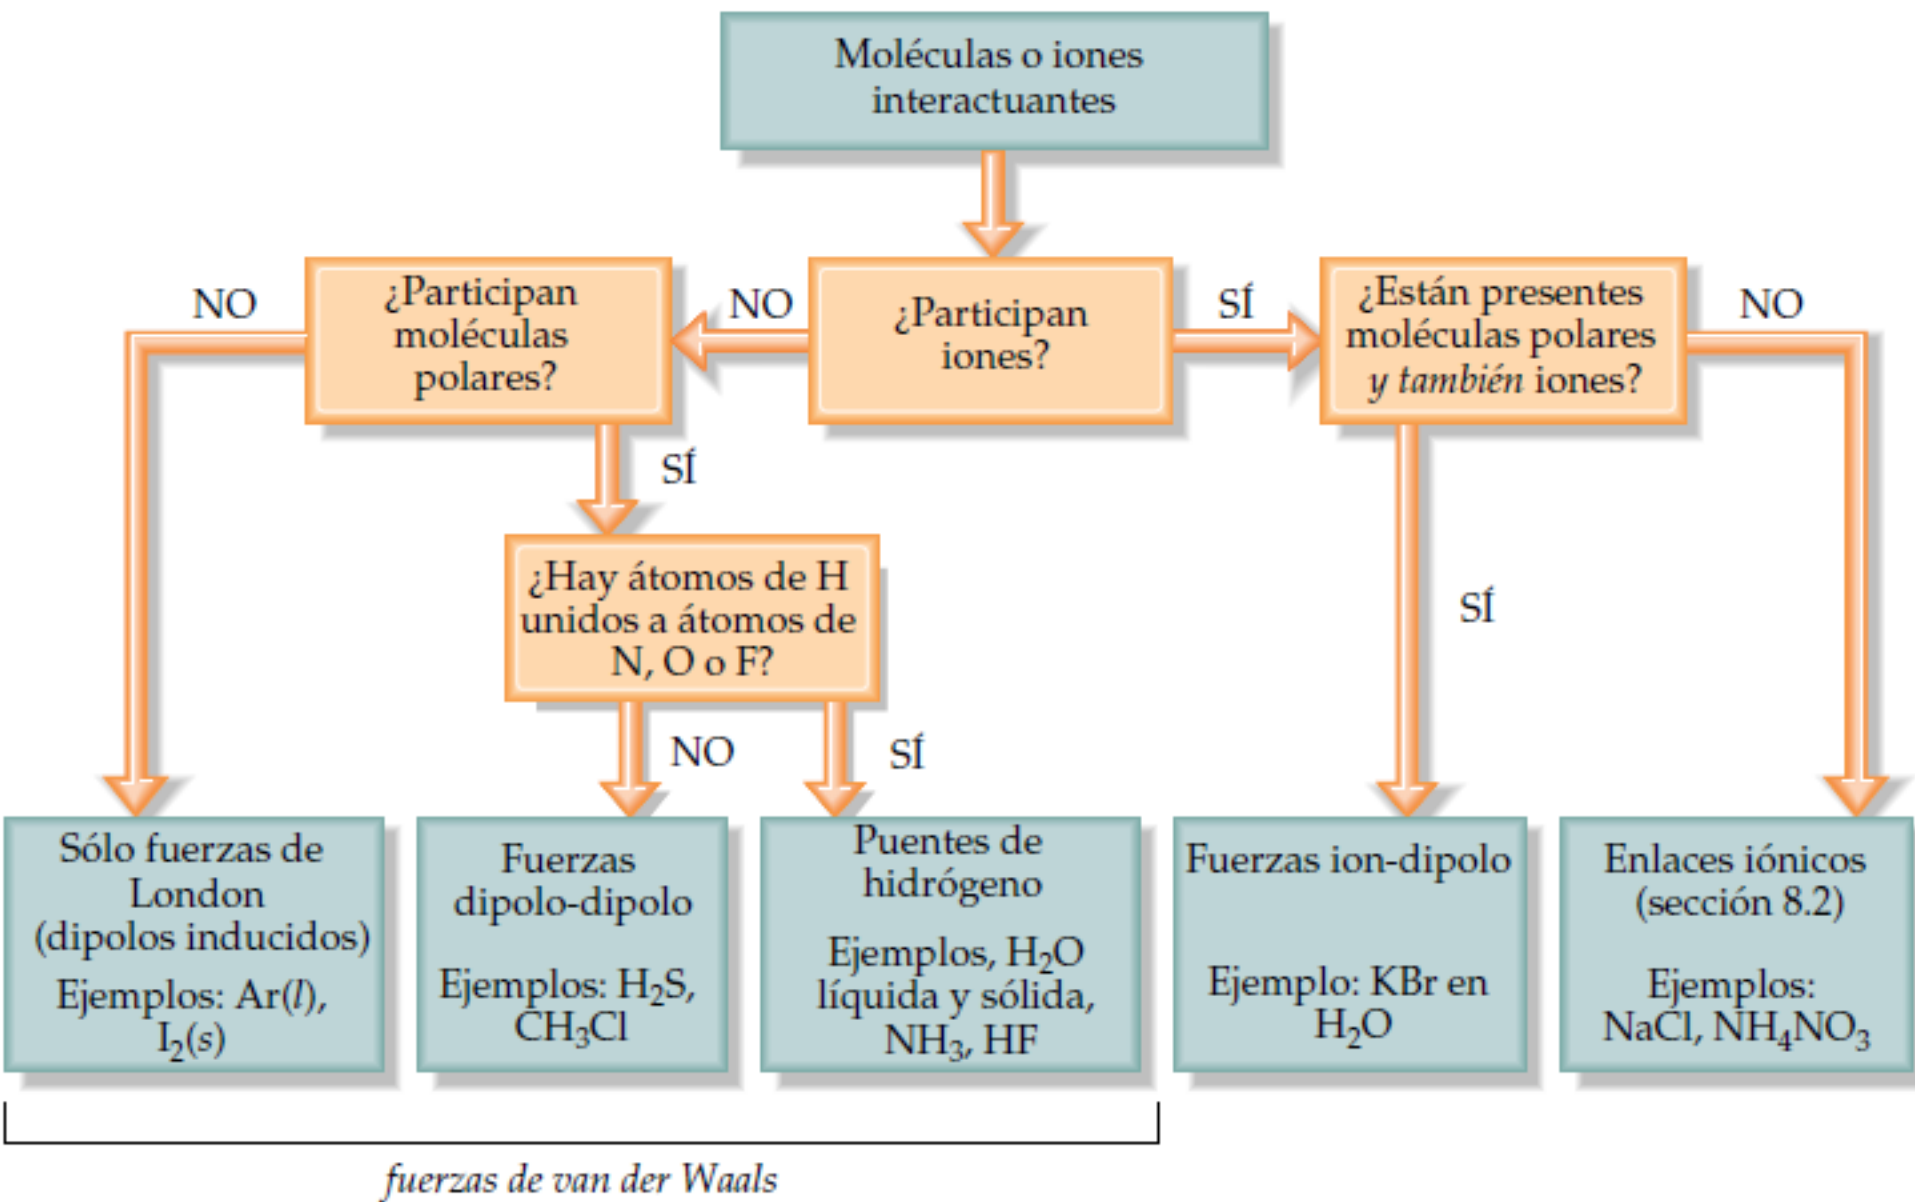 Moléculas o iones
interactuantes
NO
¿Participan
moléculas
polares?
NO
¿Participan
iones?
SÍ
¿Están presentes
moléculas polares
y también iones?
NO
SÍ
¿Hay átomos de H
unidos a átomos de
N, O o F?
SÍ
NO
SÍ
Sólo fuerzas de
London
(dipolos inducidos)
Ejemplos: Ar(l),
I₂(s)
Fuerzas
dipolo-dipolo
Ejemplos: H₂S,
CH₃Cl
Puentes de
hidrógeno
Ejemplos, H₂O
líquida y sólida,
NH₃, HF
Fuerzas ion-dipolo
Ejemplo: KBr en
H₂O
Enlaces iónicos
(sección 8.2)
Ejemplos:
NaCl, NH₄NO₃
fuerzas de van der Waals